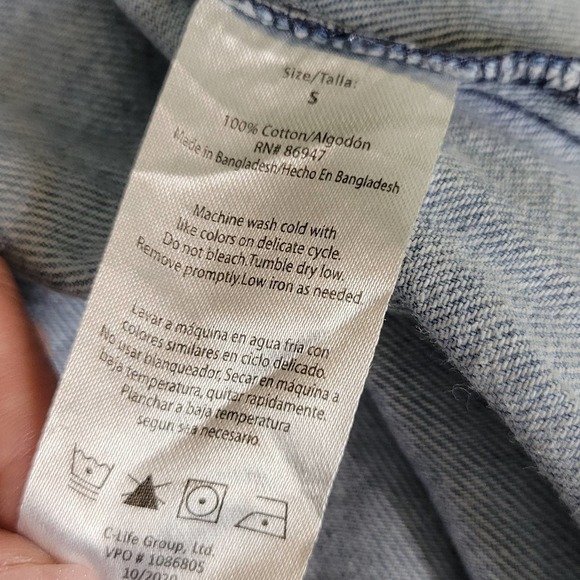 Size/Talla:
S
100% Cotton/Algodón
RN# 86947
Made in Bangladesh/Hecho En Bangladesh
Machine wash cold with
like colors on delicate cycle.
Do not bleach.Tumble dry low.
Remove promptly.Low iron as needed.
Lavar a máquina en agua fria con
colores similares en ciclo delicado.
No usar blanqueador. Secar en máquina a
baja temperatura, quitar rapidamente.
Planchar a baja temperatura
segun sea necesario.
C-Life Group, Ltd.
VPO # 1086805
10/2020